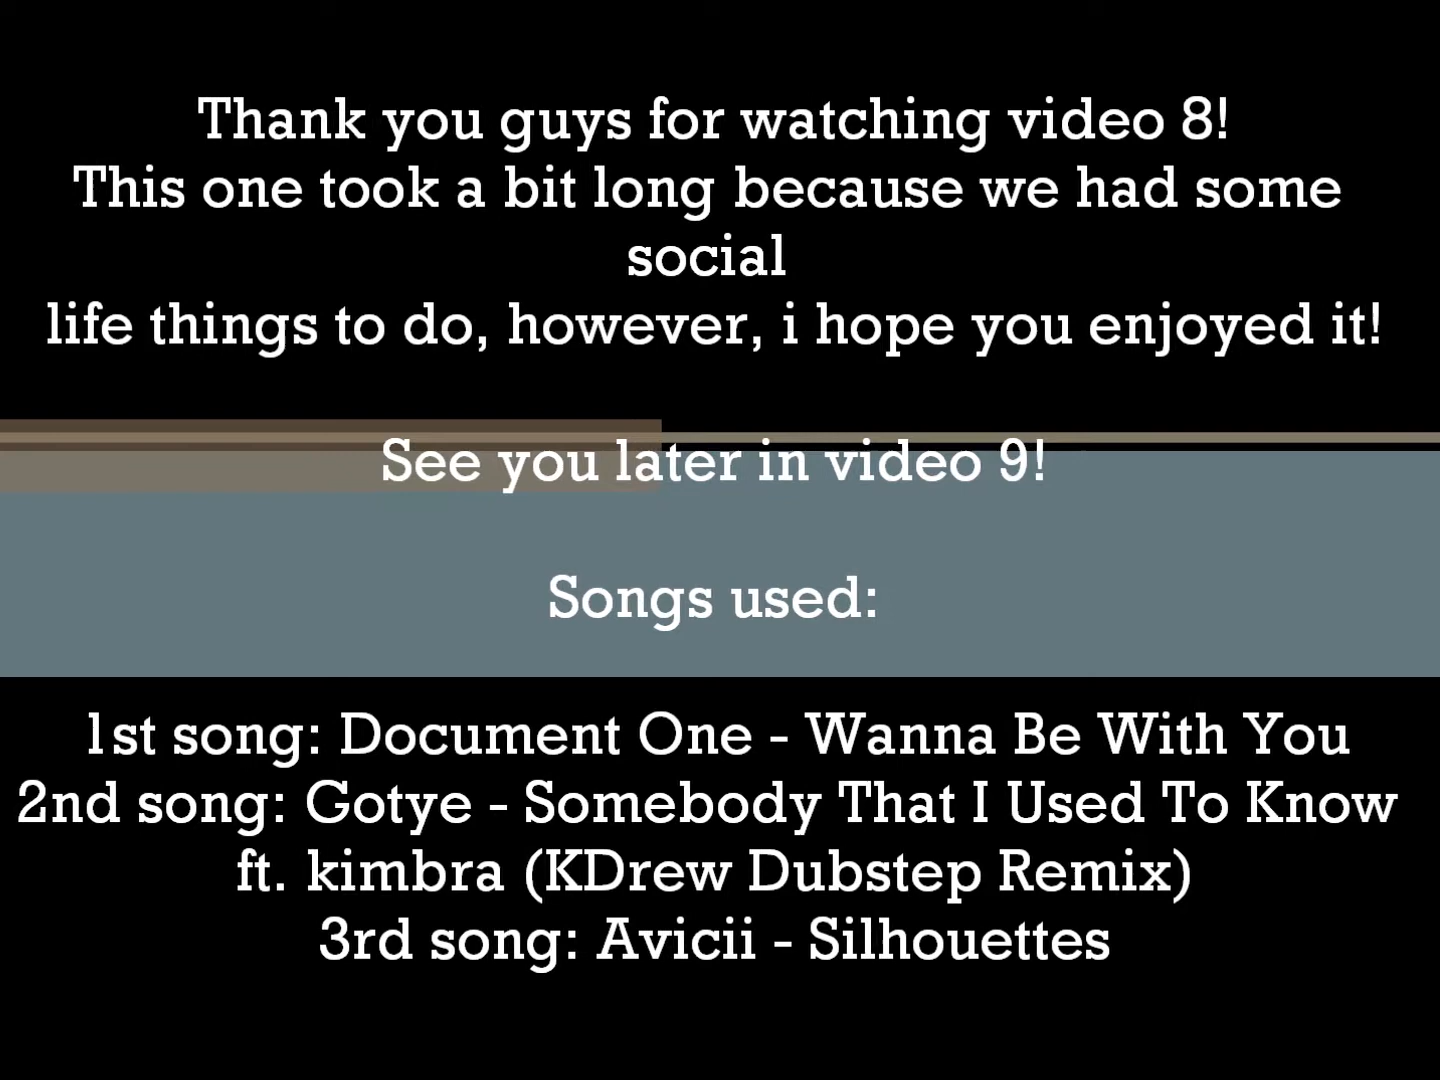 Thank you guys for watching video 8!
This one took a bit long because we had some
social
life things to do, however, i hope you enjoyed it!
See you later in video 9!
Songs used:
1st song: Document One - Wanna Be With You
2nd song: Gotye - Somebody That I Used To Know
ft. kimbra (KDrew Dubstep Remix)
3rd song: Avicii - Silhouettes